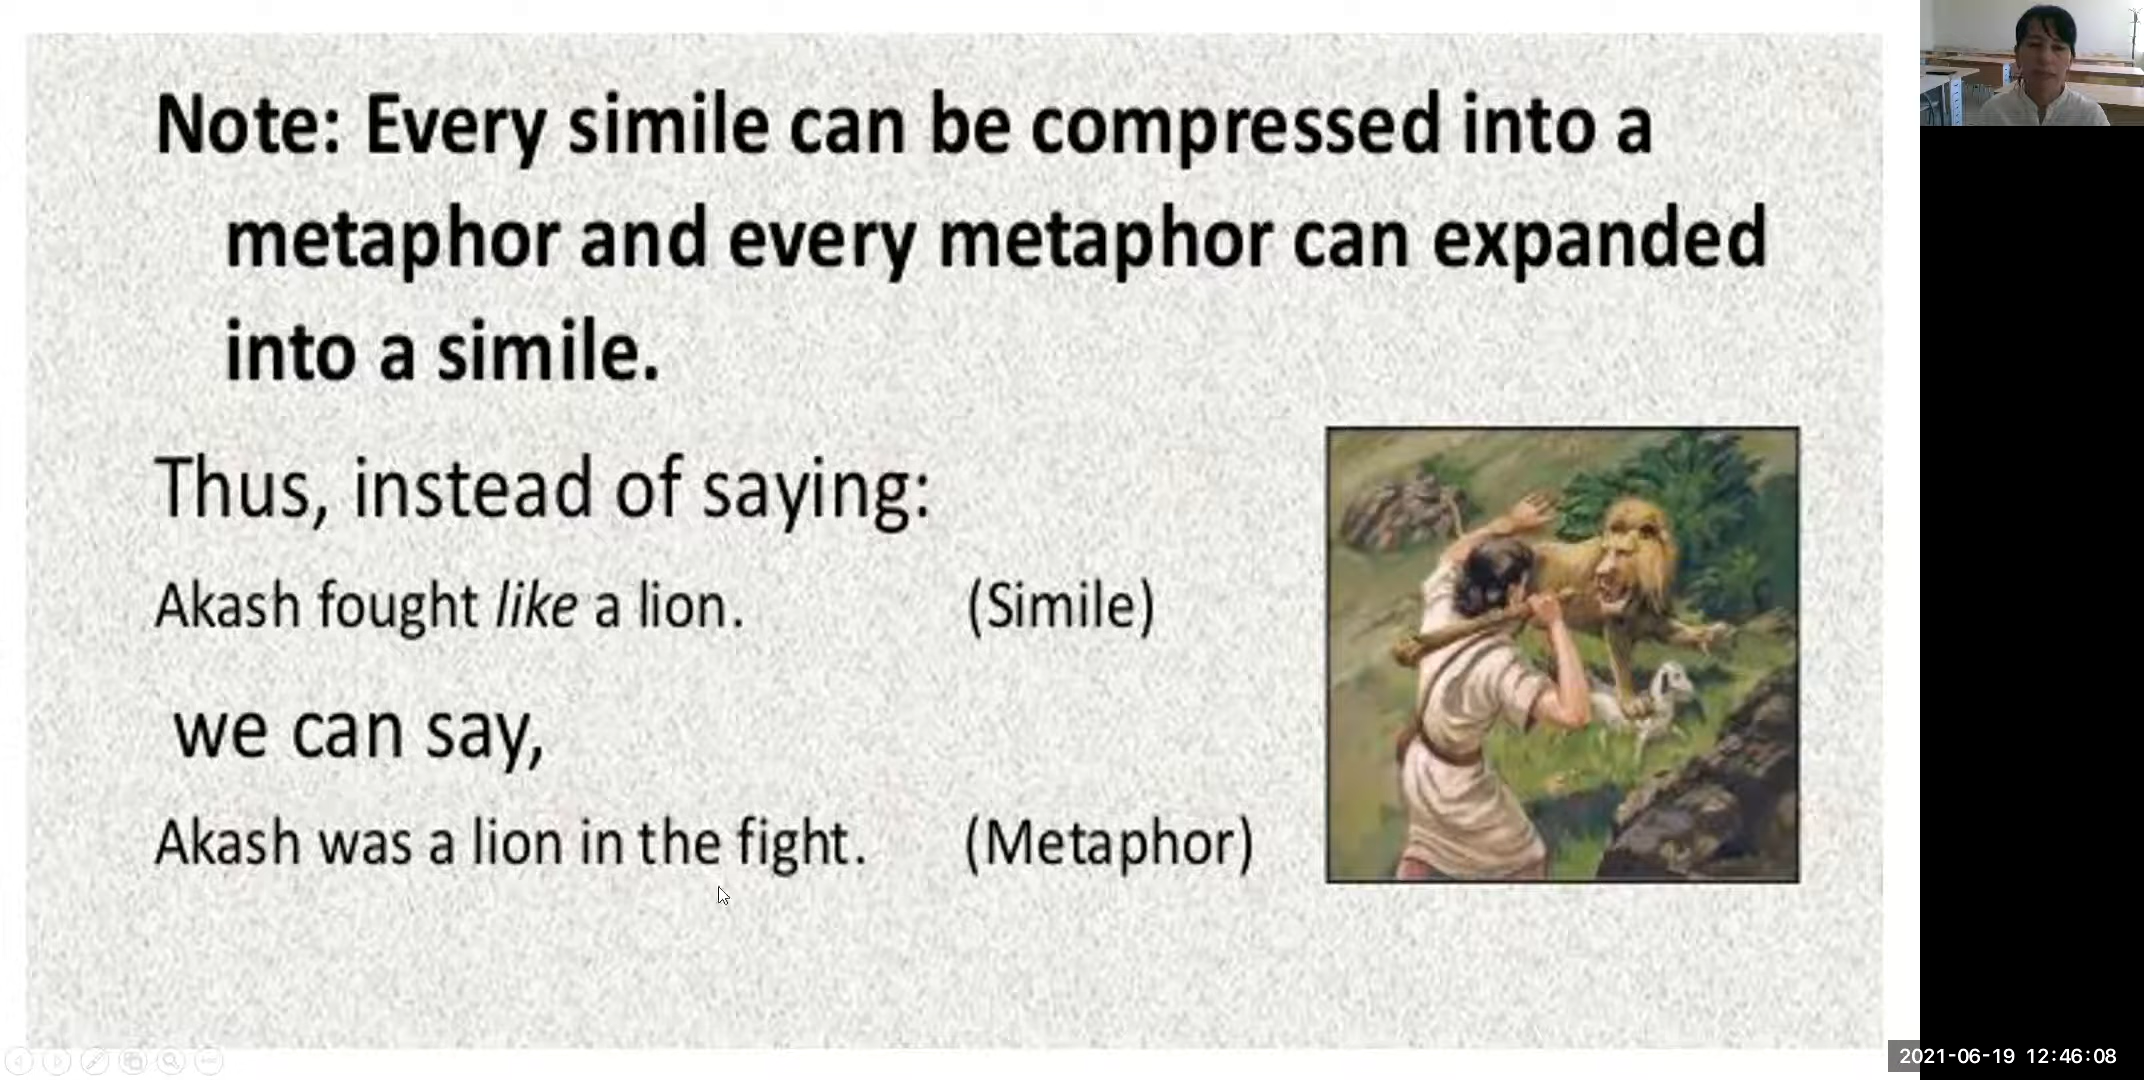 Note: Every simile can be compressed into a
metaphor and every metaphor can expanded
into a simile.
Thus, instead of saying:
Akash fought like a lion. (Simile)
we can say,
Akash was a lion in the fight. (Metaphor)
2021-06-19 12:46:08